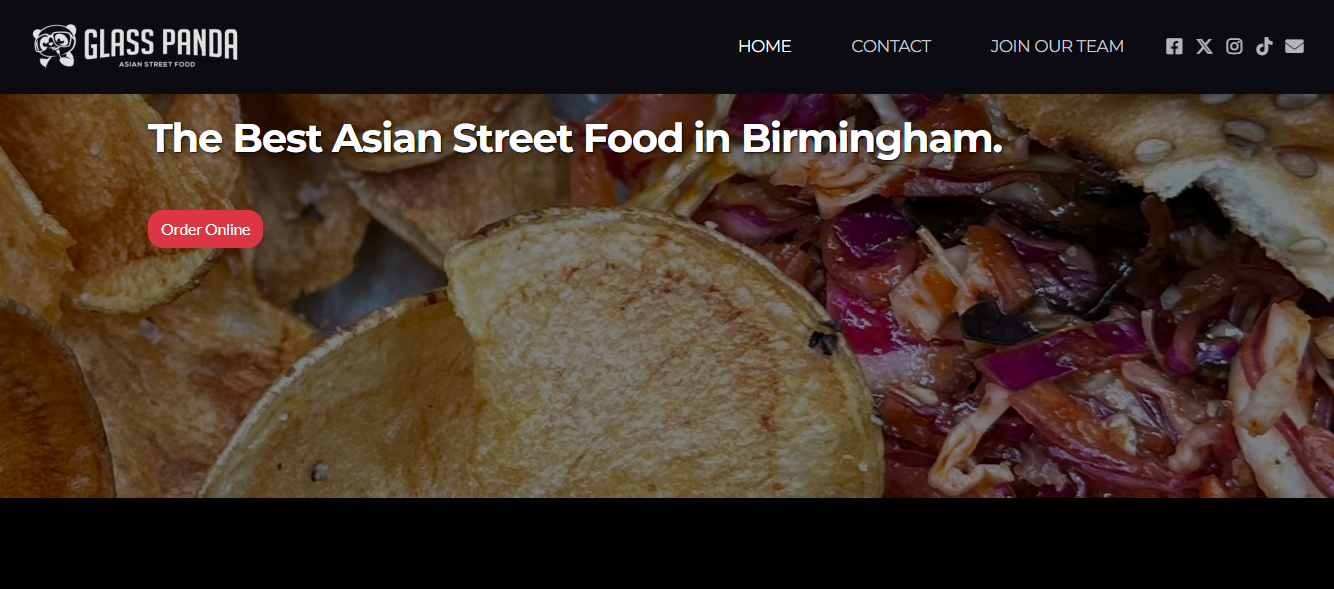 GLASS PANDA
ASIAN STREET FOOD
HOME CONTACT JOIN OUR TEAM
The Best Asian Street Food in Birmingham.
Order Online